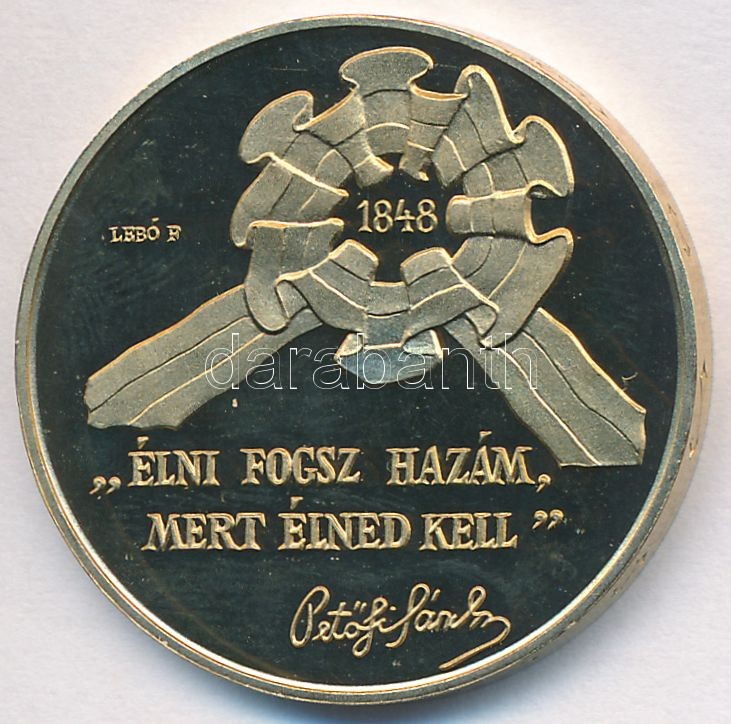 1848
LEBÓ F
darabanth
„ÉLNI FOGSZ HAZÁM,
MERT ÉLNED KELL”
Petőfi Sándor